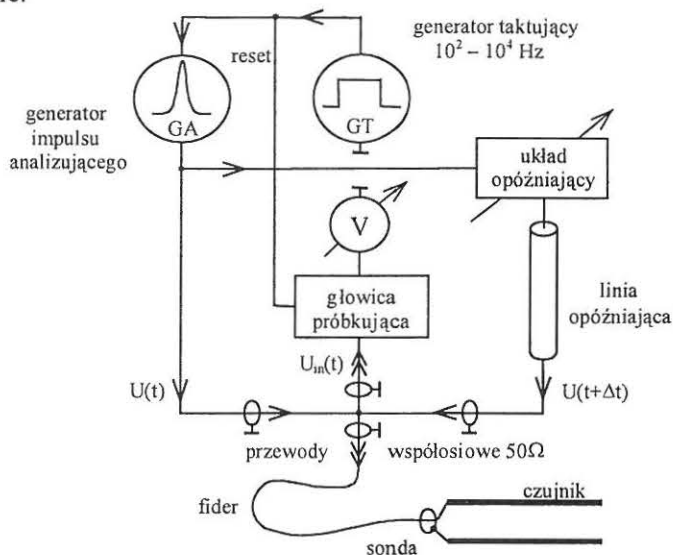 generator taktujący
10² – 10⁴ Hz
reset
generator
impulsu
analizującego
GA
GT
układ
opóźniający
V
głowica
próbkująca
linia
opóźniająca
Uin(t)
U(t)
U(t+Δt)
przewody
współosiowe 50Ω
fider
czujnik
sonda